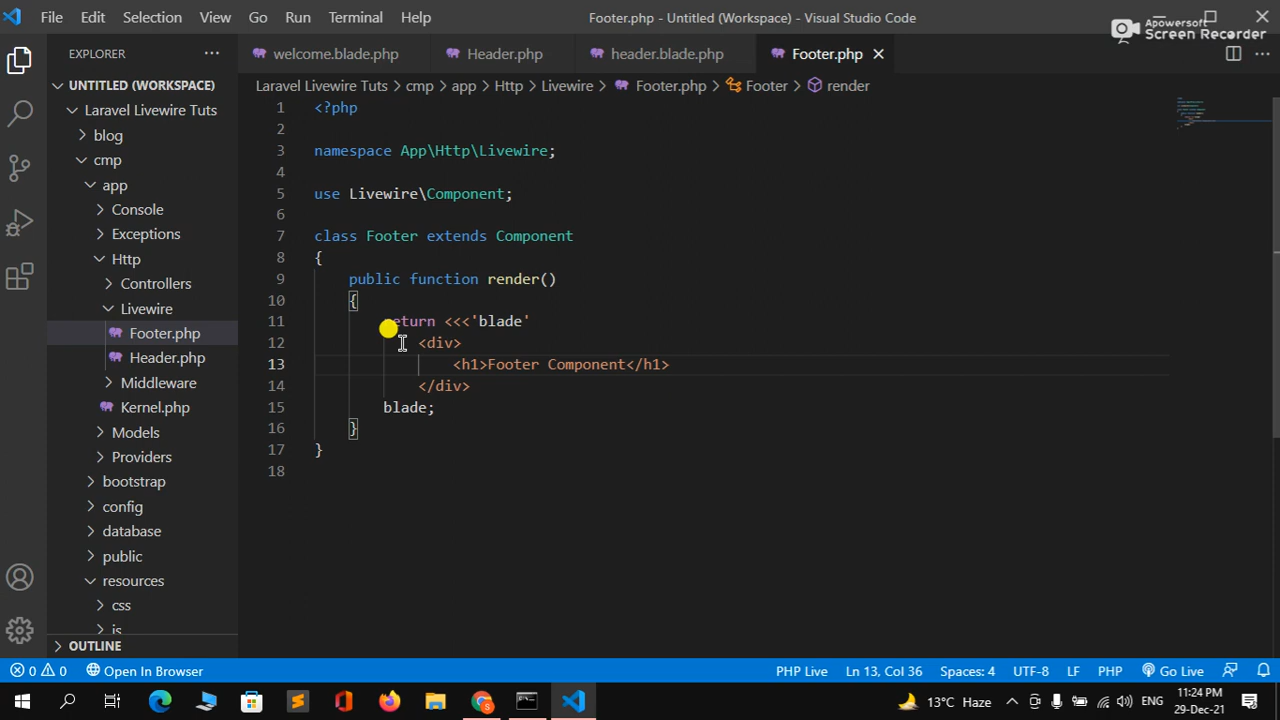 File Edit Selection View Go Run Terminal Help
Footer.php - Untitled (Workspace) - Visual Studio Code
Apowersoft
Screen Recorder
EXPLORER
welcome.blade.php Header.php header.blade.php Footer.php
UNTITLED (WORKSPACE)
Laravel Livewire Tuts
blog
cmp
app
Console
Exceptions
Http
Controllers
Livewire
Footer.php
Header.php
Middleware
Kernel.php
Models
Providers
bootstrap
config
database
public
resources
css
js
OUTLINE
Laravel Livewire Tuts > cmp > app > Http > Livewire > Footer.php > Footer > render
1 <?php
2
3 namespace App\Http\Livewire;
4
5 use Livewire\Component;
6
7 class Footer extends Component
8 {
9 public function render()
10 {
11 return <<<'blade'
12 <div>
13 <h1>Footer Component</h1>
14 </div>
15 blade;
16 }
17 }
18
0 0 Open In Browser
PHP Live Ln 13, Col 36 Spaces: 4 UTF-8 LF PHP Go Live
13°C Haze ENG 11:24 PM
29-Dec-21